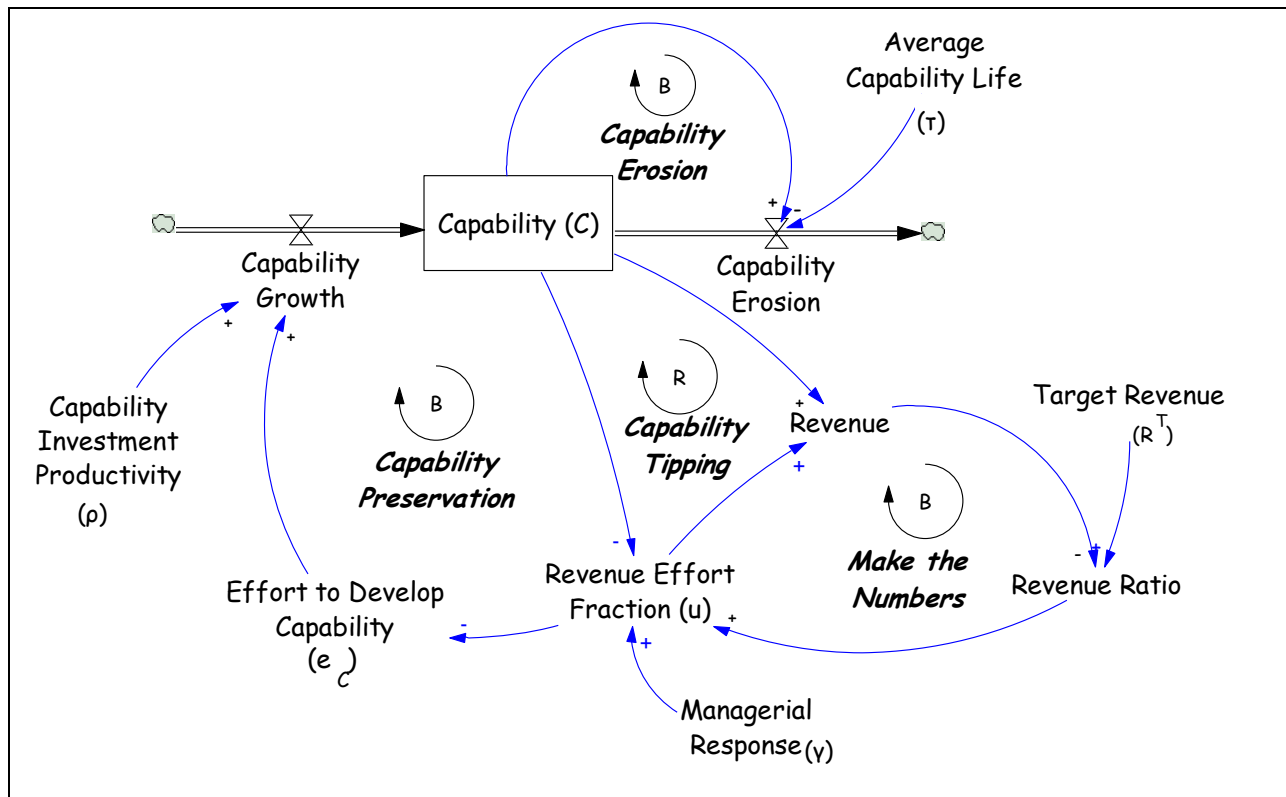 Average
Capability Life
(τ)
B
Capability
Erosion
+ -
Capability (C)
Capability
Growth
Capability
Erosion
+
+
B
Capability
Preservation
R
Capability
Tipping
+
Revenue
+
Target Revenue
(R T)
Capability
Investment
Productivity
(ρ)
B
Make the
Numbers
- +
Revenue Ratio
-
Revenue Effort
Fraction (u)
+
+
Effort to Develop
Capability
(e C)
-
Managerial
Response (γ)